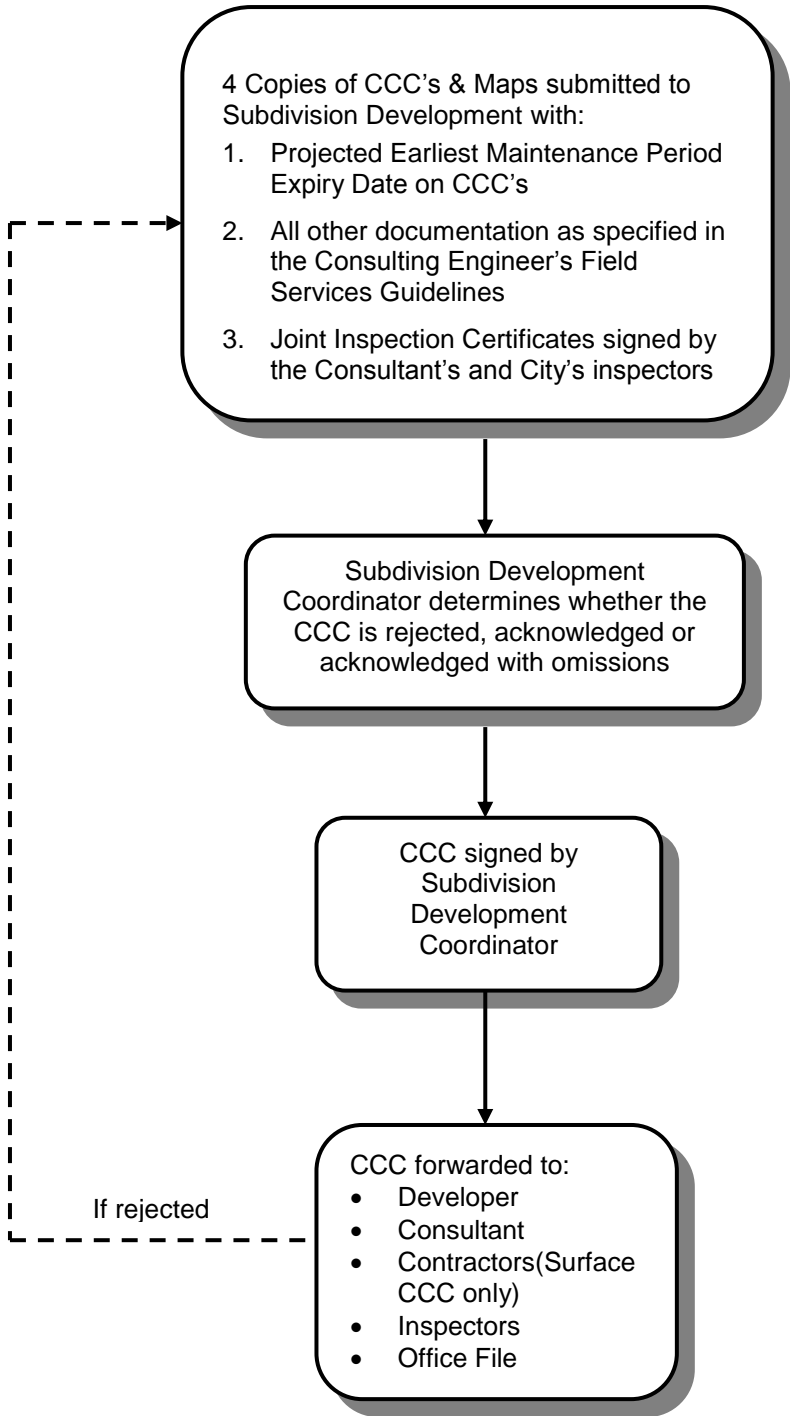 4 Copies of CCC's & Maps submitted to
Subdivision Development with:
1. Projected Earliest Maintenance Period
Expiry Date on CCC's
2. All other documentation as specified in
the Consulting Engineer's Field
Services Guidelines
3. Joint Inspection Certificates signed by
the Consultant's and City's inspectors
Subdivision Development
Coordinator determines whether the
CCC is rejected, acknowledged or
acknowledged with omissions
CCC signed by
Subdivision
Development
Coordinator
CCC forwarded to:
• Developer
• Consultant
• Contractors(Surface
CCC only)
• Inspectors
• Office File
If rejected